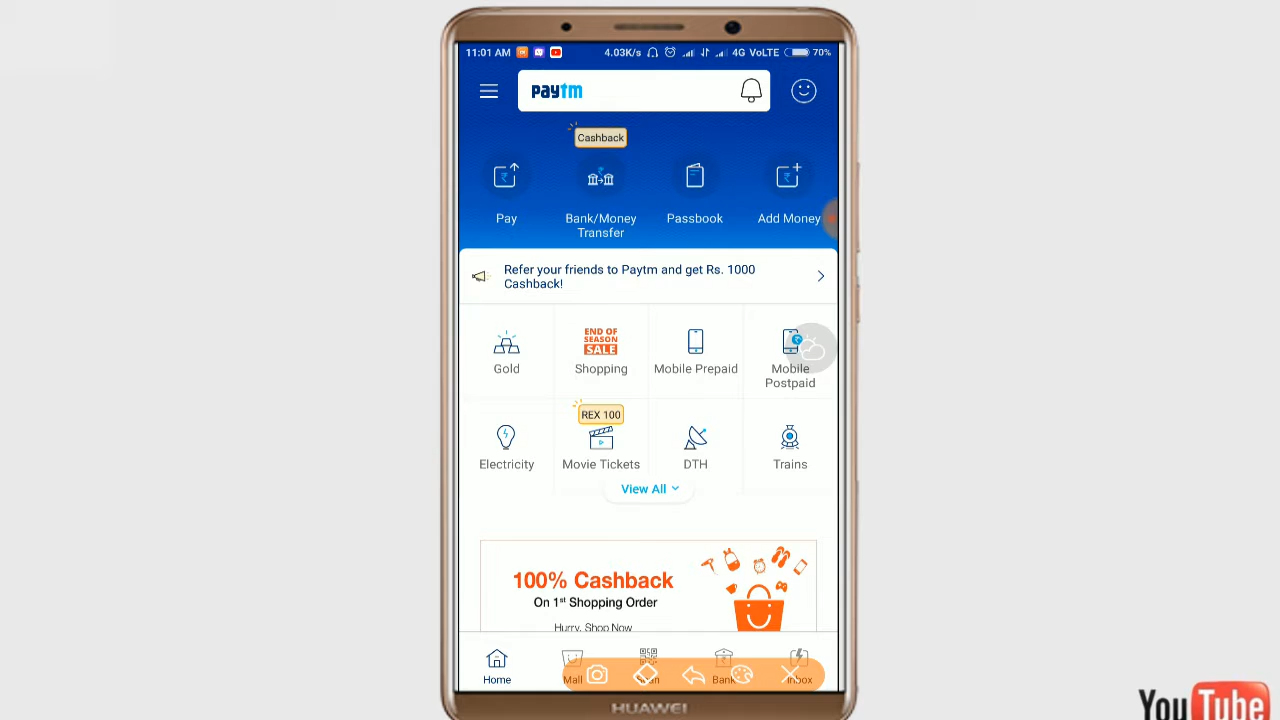 11:01 AM 4.03K/s 4G VoLTE 70%
paytm
Cashback
Pay
Bank/Money
Transfer
Passbook
Add Money
Refer your friends to Paytm and get Rs. 1000
Cashback!
END OF
SEASON
SALE
Gold
Shopping
Mobile Prepaid
Mobile
Postpaid
REX 100
Electricity
Movie Tickets
DTH
Trains
View All
100% Cashback
On 1st Shopping Order
Hurry, Shop Now
Home
Mall
Scan
Bank
Inbox
HUAWEI
YouTube